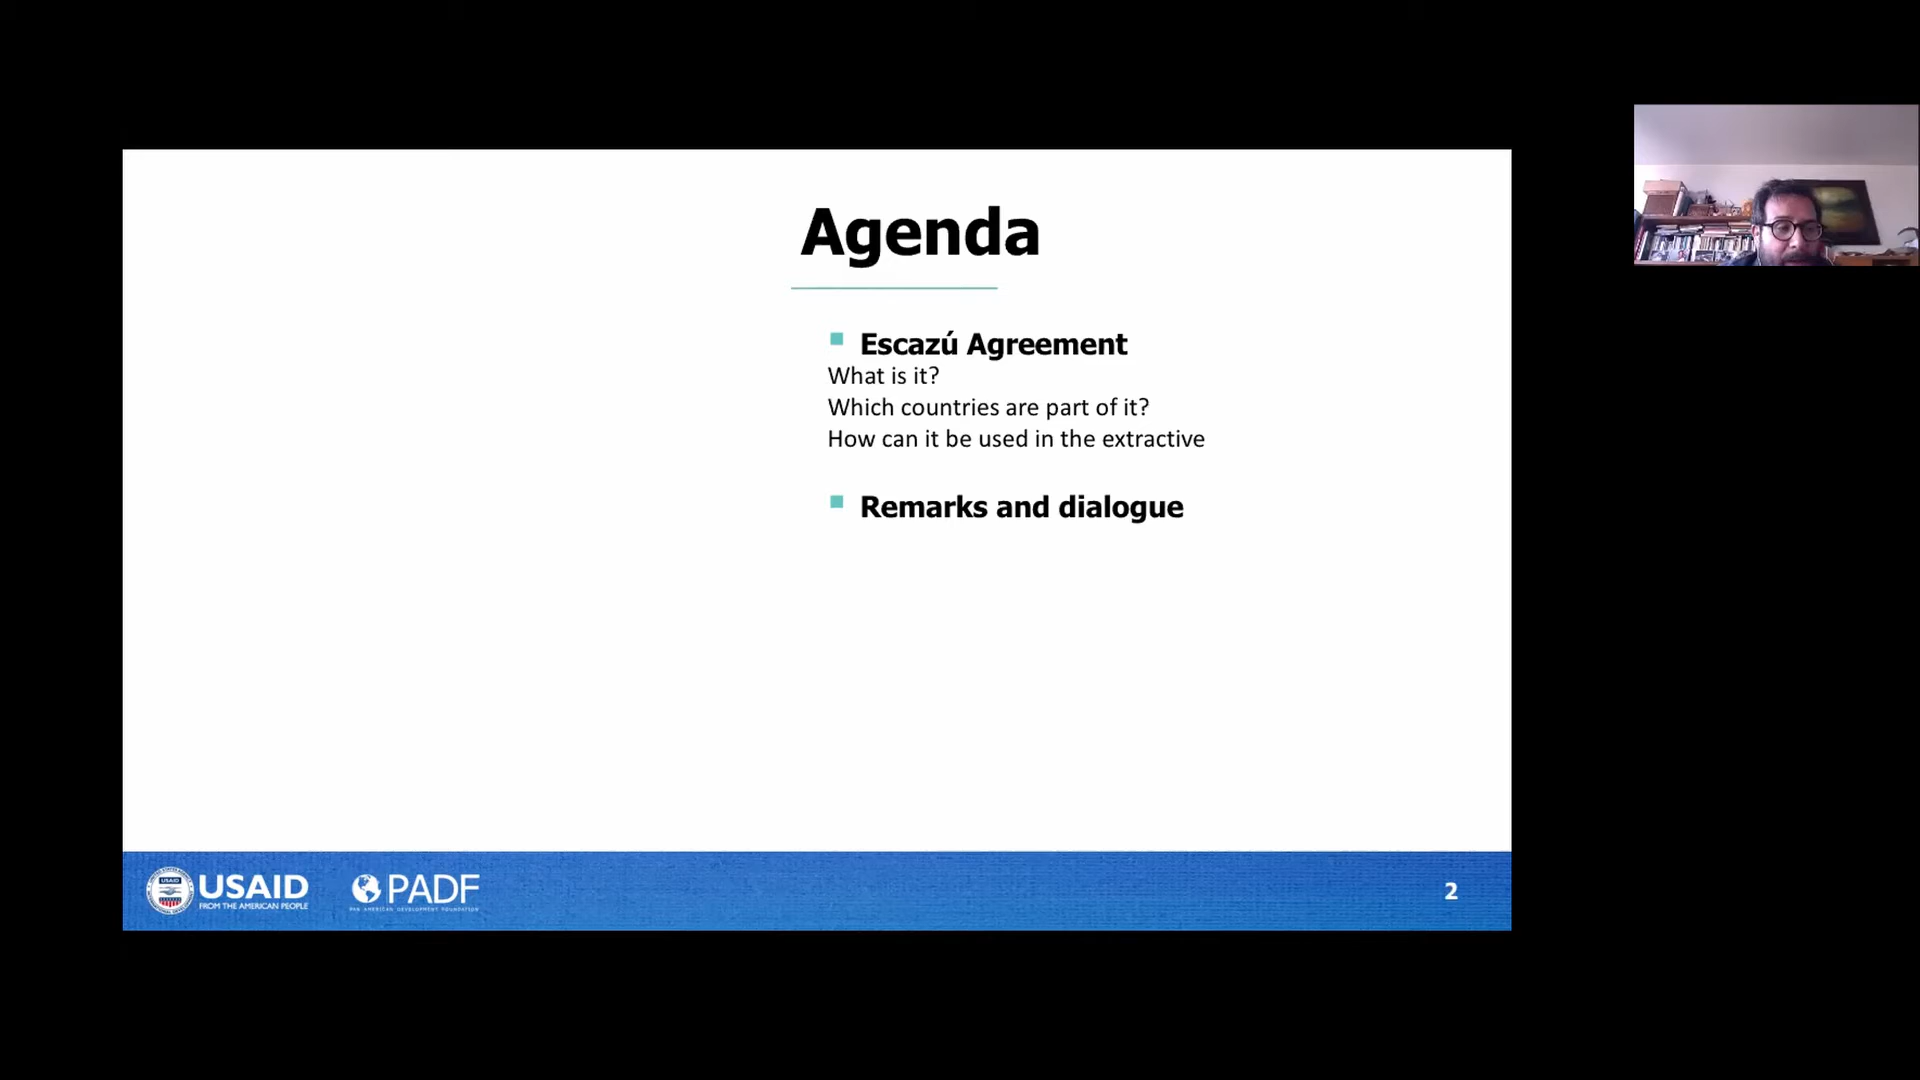 Agenda
Escazú Agreement
What is it?
Which countries are part of it?
How can it be used in the extractive
Remarks and dialogue
USAID
FROM THE AMERICAN PEOPLE
PADF
PAN AMERICAN DEVELOPMENT FOUNDATION
2